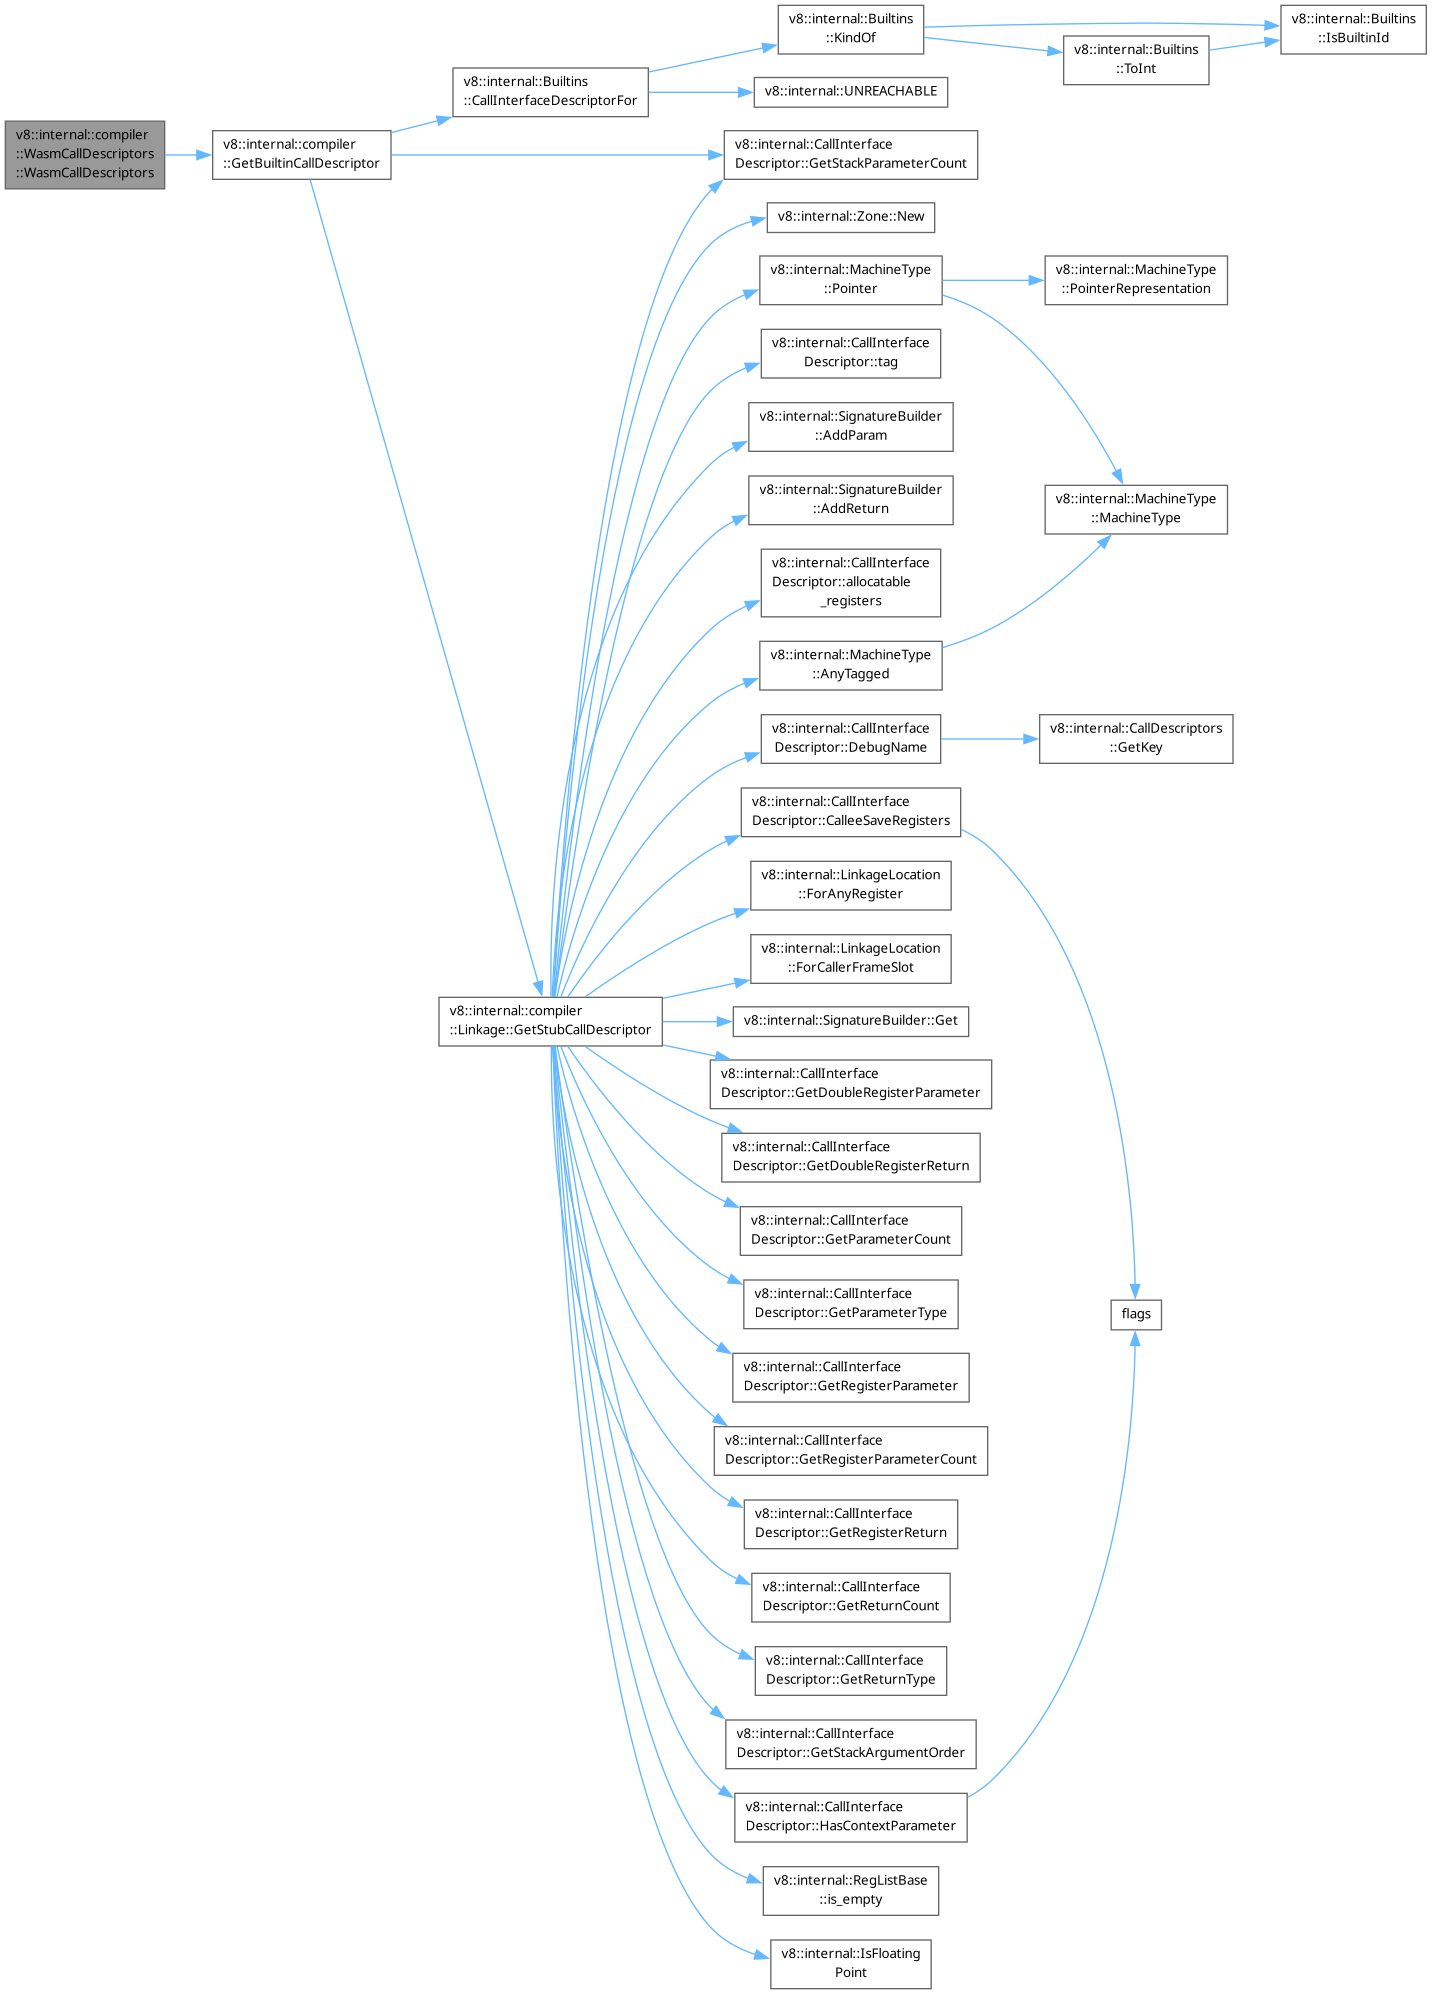 v8::internal::Builtins
::KindOf
v8::internal::Builtins
::IsBuiltinId
v8::internal::Builtins
::ToInt
v8::internal::Builtins
::CallInterfaceDescriptorFor
v8::internal::UNREACHABLE
v8::internal::compiler
::WasmCallDescriptors
::WasmCallDescriptors
v8::internal::compiler
::GetBuiltinCallDescriptor
v8::internal::CallInterface
Descriptor::GetStackParameterCount
v8::internal::Zone::New
v8::internal::MachineType
::Pointer
v8::internal::MachineType
::PointerRepresentation
v8::internal::CallInterface
Descriptor::tag
v8::internal::SignatureBuilder
::AddParam
v8::internal::SignatureBuilder
::AddReturn
v8::internal::MachineType
::MachineType
v8::internal::CallInterface
Descriptor::allocatable
_registers
v8::internal::MachineType
::AnyTagged
v8::internal::CallInterface
Descriptor::DebugName
v8::internal::CallDescriptors
::GetKey
v8::internal::CallInterface
Descriptor::CalleeSaveRegisters
v8::internal::LinkageLocation
::ForAnyRegister
v8::internal::LinkageLocation
::ForCallerFrameSlot
v8::internal::compiler
::Linkage::GetStubCallDescriptor
v8::internal::SignatureBuilder::Get
v8::internal::CallInterface
Descriptor::GetDoubleRegisterParameter
v8::internal::CallInterface
Descriptor::GetDoubleRegisterReturn
v8::internal::CallInterface
Descriptor::GetParameterCount
v8::internal::CallInterface
Descriptor::GetParameterType
flags
v8::internal::CallInterface
Descriptor::GetRegisterParameter
v8::internal::CallInterface
Descriptor::GetRegisterParameterCount
v8::internal::CallInterface
Descriptor::GetRegisterReturn
v8::internal::CallInterface
Descriptor::GetReturnCount
v8::internal::CallInterface
Descriptor::GetReturnType
v8::internal::CallInterface
Descriptor::GetStackArgumentOrder
v8::internal::CallInterface
Descriptor::HasContextParameter
v8::internal::RegListBase
::is_empty
v8::internal::IsFloating
Point